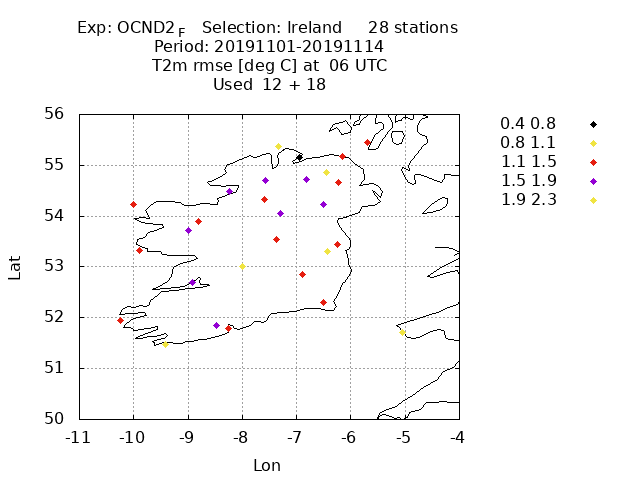 Exp: OCND2F Selection: Ireland 28 stations
Period: 20191101-20191114
T2m rmse [deg C] at 06 UTC
Used 12 + 18
56
55
54
53
52
51
50
Lat
-11 -10 -9 -8 -7 -6 -5 -4
Lon
0.4 0.8
0.8 1.1
1.1 1.5
1.5 1.9
1.9 2.3